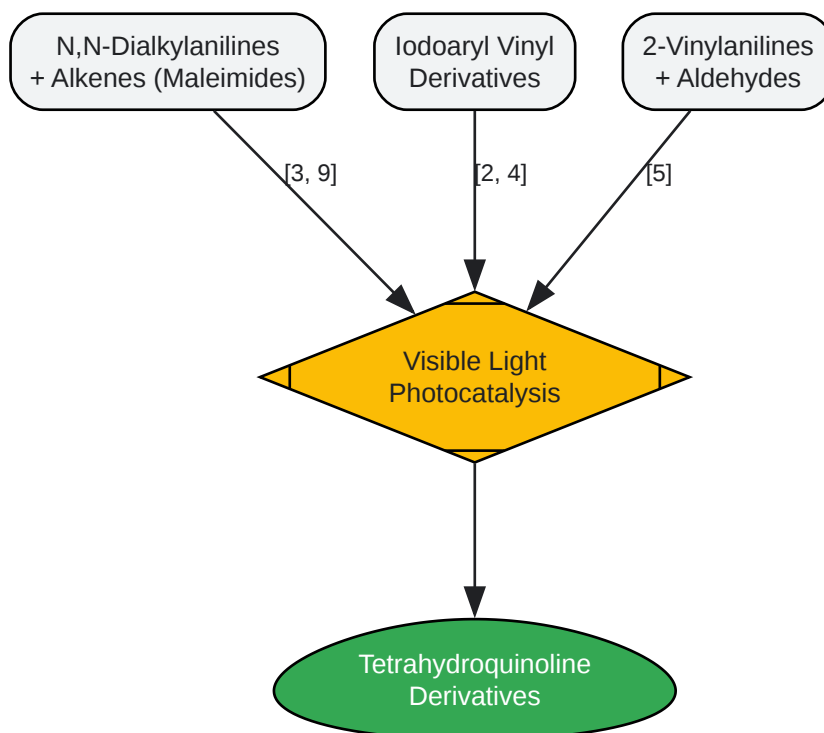 N,N-Dialkylanilines
+ Alkenes (Maleimides)
Iodoaryl Vinyl
Derivatives
2-Vinylanilines
+ Aldehydes
[3, 9]
[2, 4]
[5]
Visible Light
Photocatalysis
Tetrahydroquinoline
Derivatives